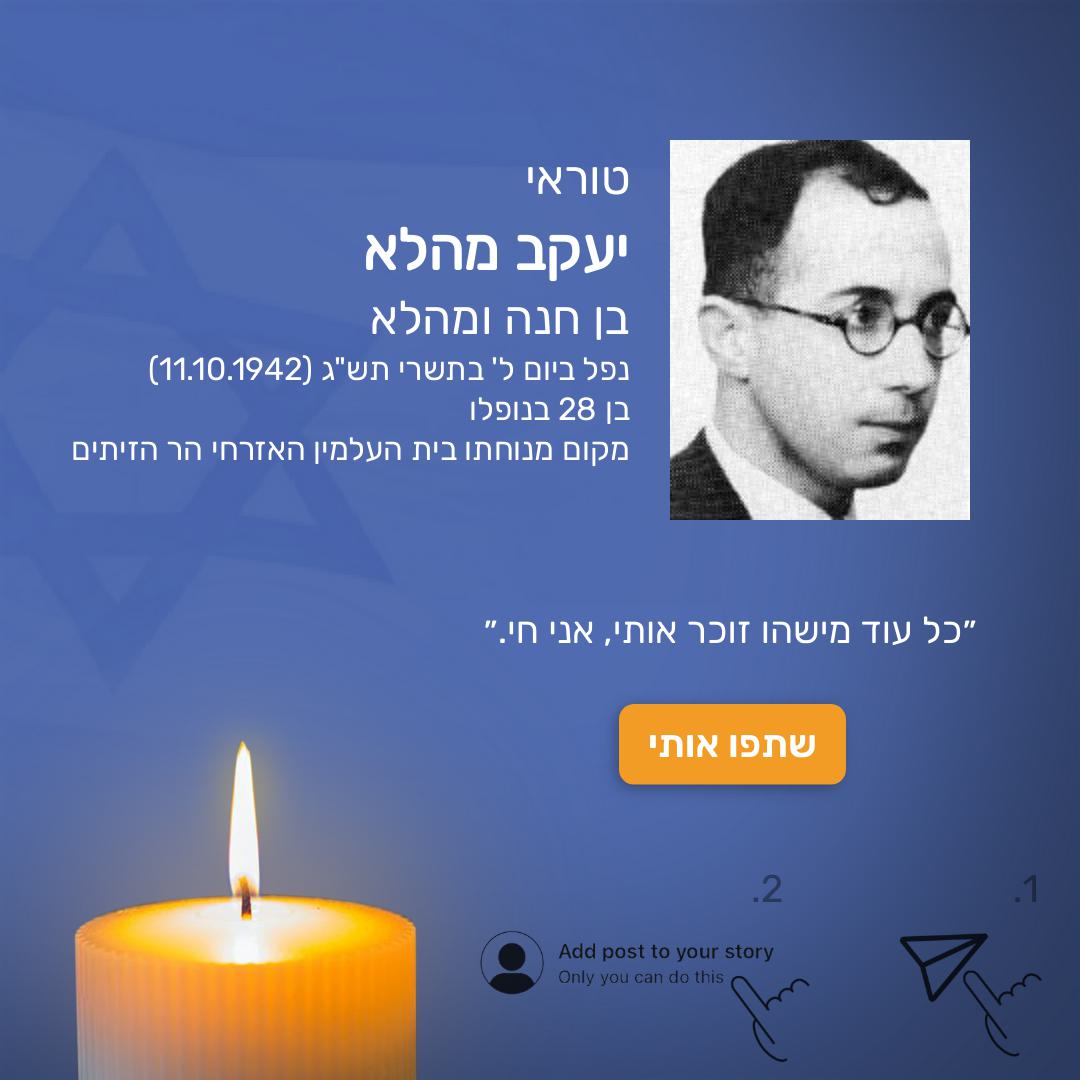 טוראי
יעקב מהלא
בן חנה ומהלא
נפל ביום ל' בתשרי תש"ג (11.10.1942)
בן 28 בנופלו
מקום מנוחתו בית העלמין האזרחי הר הזיתים
״כל עוד מישהו זוכר אותי, אני חי.״
שתפו אותי
1.
2.
Add post to your story
Only you can do this